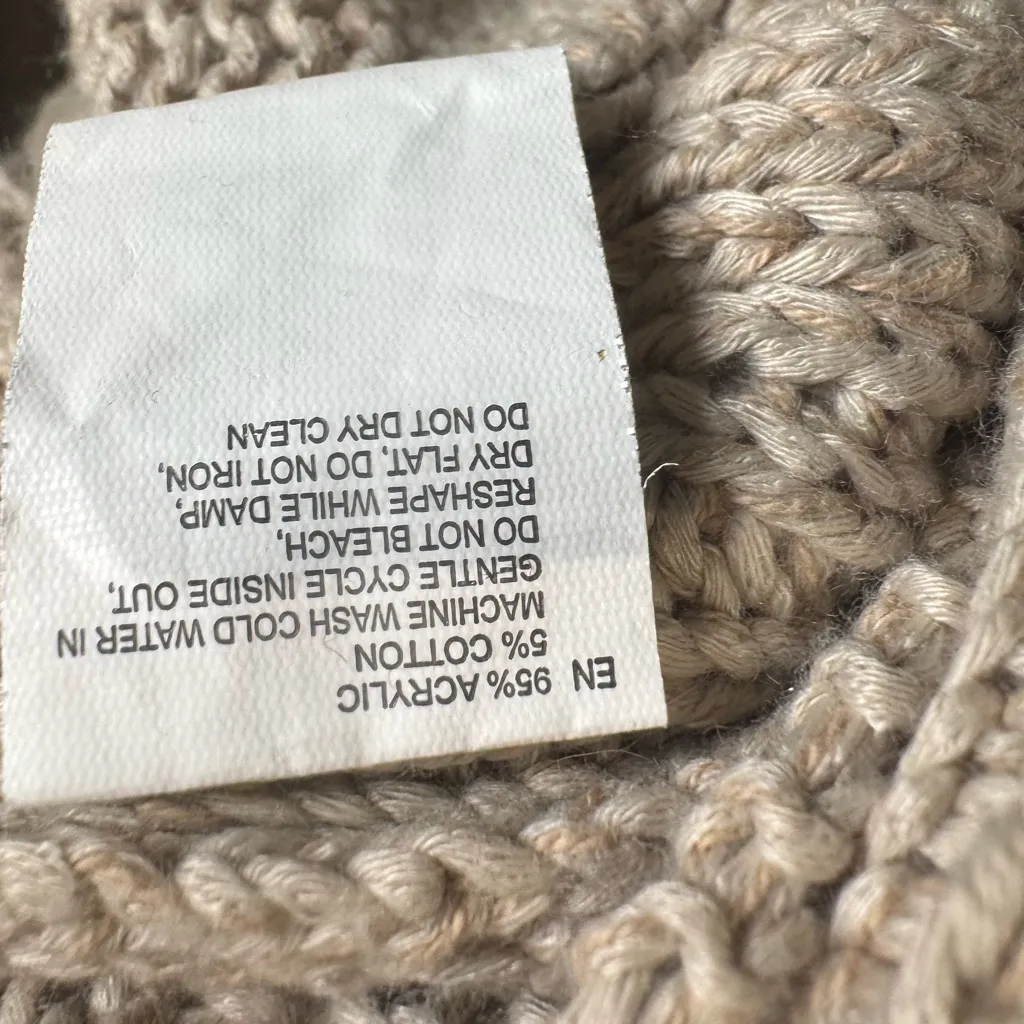 EN 95% ACRYLIC
5% COTTON
MACHINE WASH COLD WATER IN
GENTLE CYCLE INSIDE OUT,
DO NOT BLEACH,
RESHAPE WHILE DAMP,
DRY FLAT, DO NOT IRON,
DO NOT DRY CLEAN